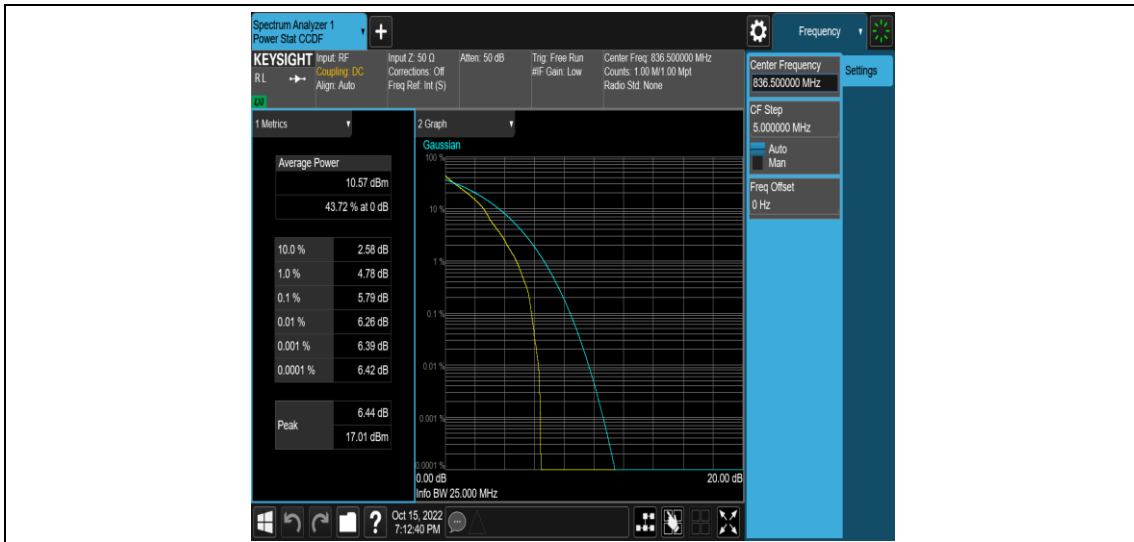 Spectrum Analyzer 1
Power Stat CCDF
+
Frequency
KEYSIGHT
RL
LXI
Input: RF
Coupling: DC
Align: Auto
Input Z: 50 Ω
Corrections: Off
Freq Ref: Int (S)
Atten: 50 dB
Trig: Free Run
#IF Gain: Low
Center Freq: 836.500000 MHz
Counts: 1.00 M/1.00 Mpt
Radio Std: None
Center Frequency
836.500000 MHz
Settings
CF Step
5.000000 MHz
Auto
Man
Freq Offset
0 Hz
1 Metrics
Average Power
10.57 dBm
43.72 % at 0 dB
10.0 % 2.58 dB
1.0 % 4.78 dB
0.1 % 5.79 dB
0.01 % 6.26 dB
0.001 % 6.39 dB
0.0001 % 6.42 dB
Peak 6.44 dB
17.01 dBm
2 Graph
Gaussian
100 %
10 %
1 %
0.1 %
0.01 %
0.001 %
0.0001 %
0.00 dB 20.00 dB
Info BW 25.000 MHz
?
Oct 15, 2022
7:12:40 PM